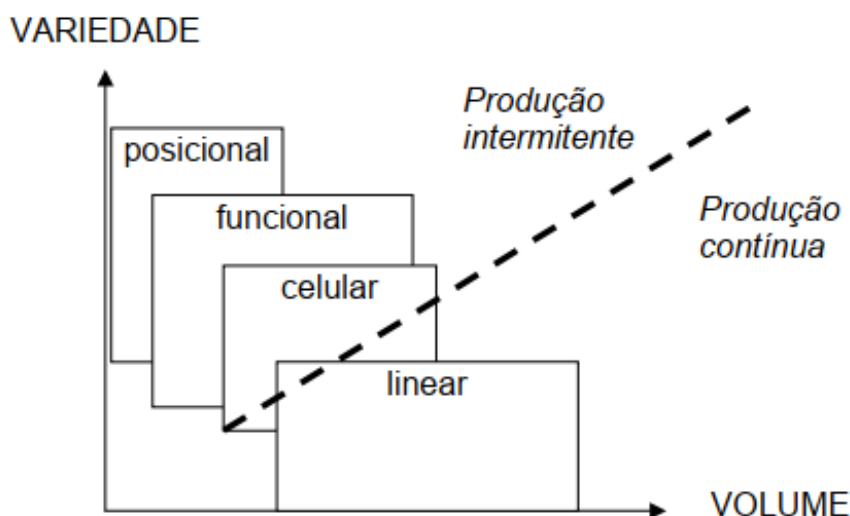 VARIEDADE
posicional
funcional
celular
linear
Produção
intermitente
Produção
contínua
VOLUME